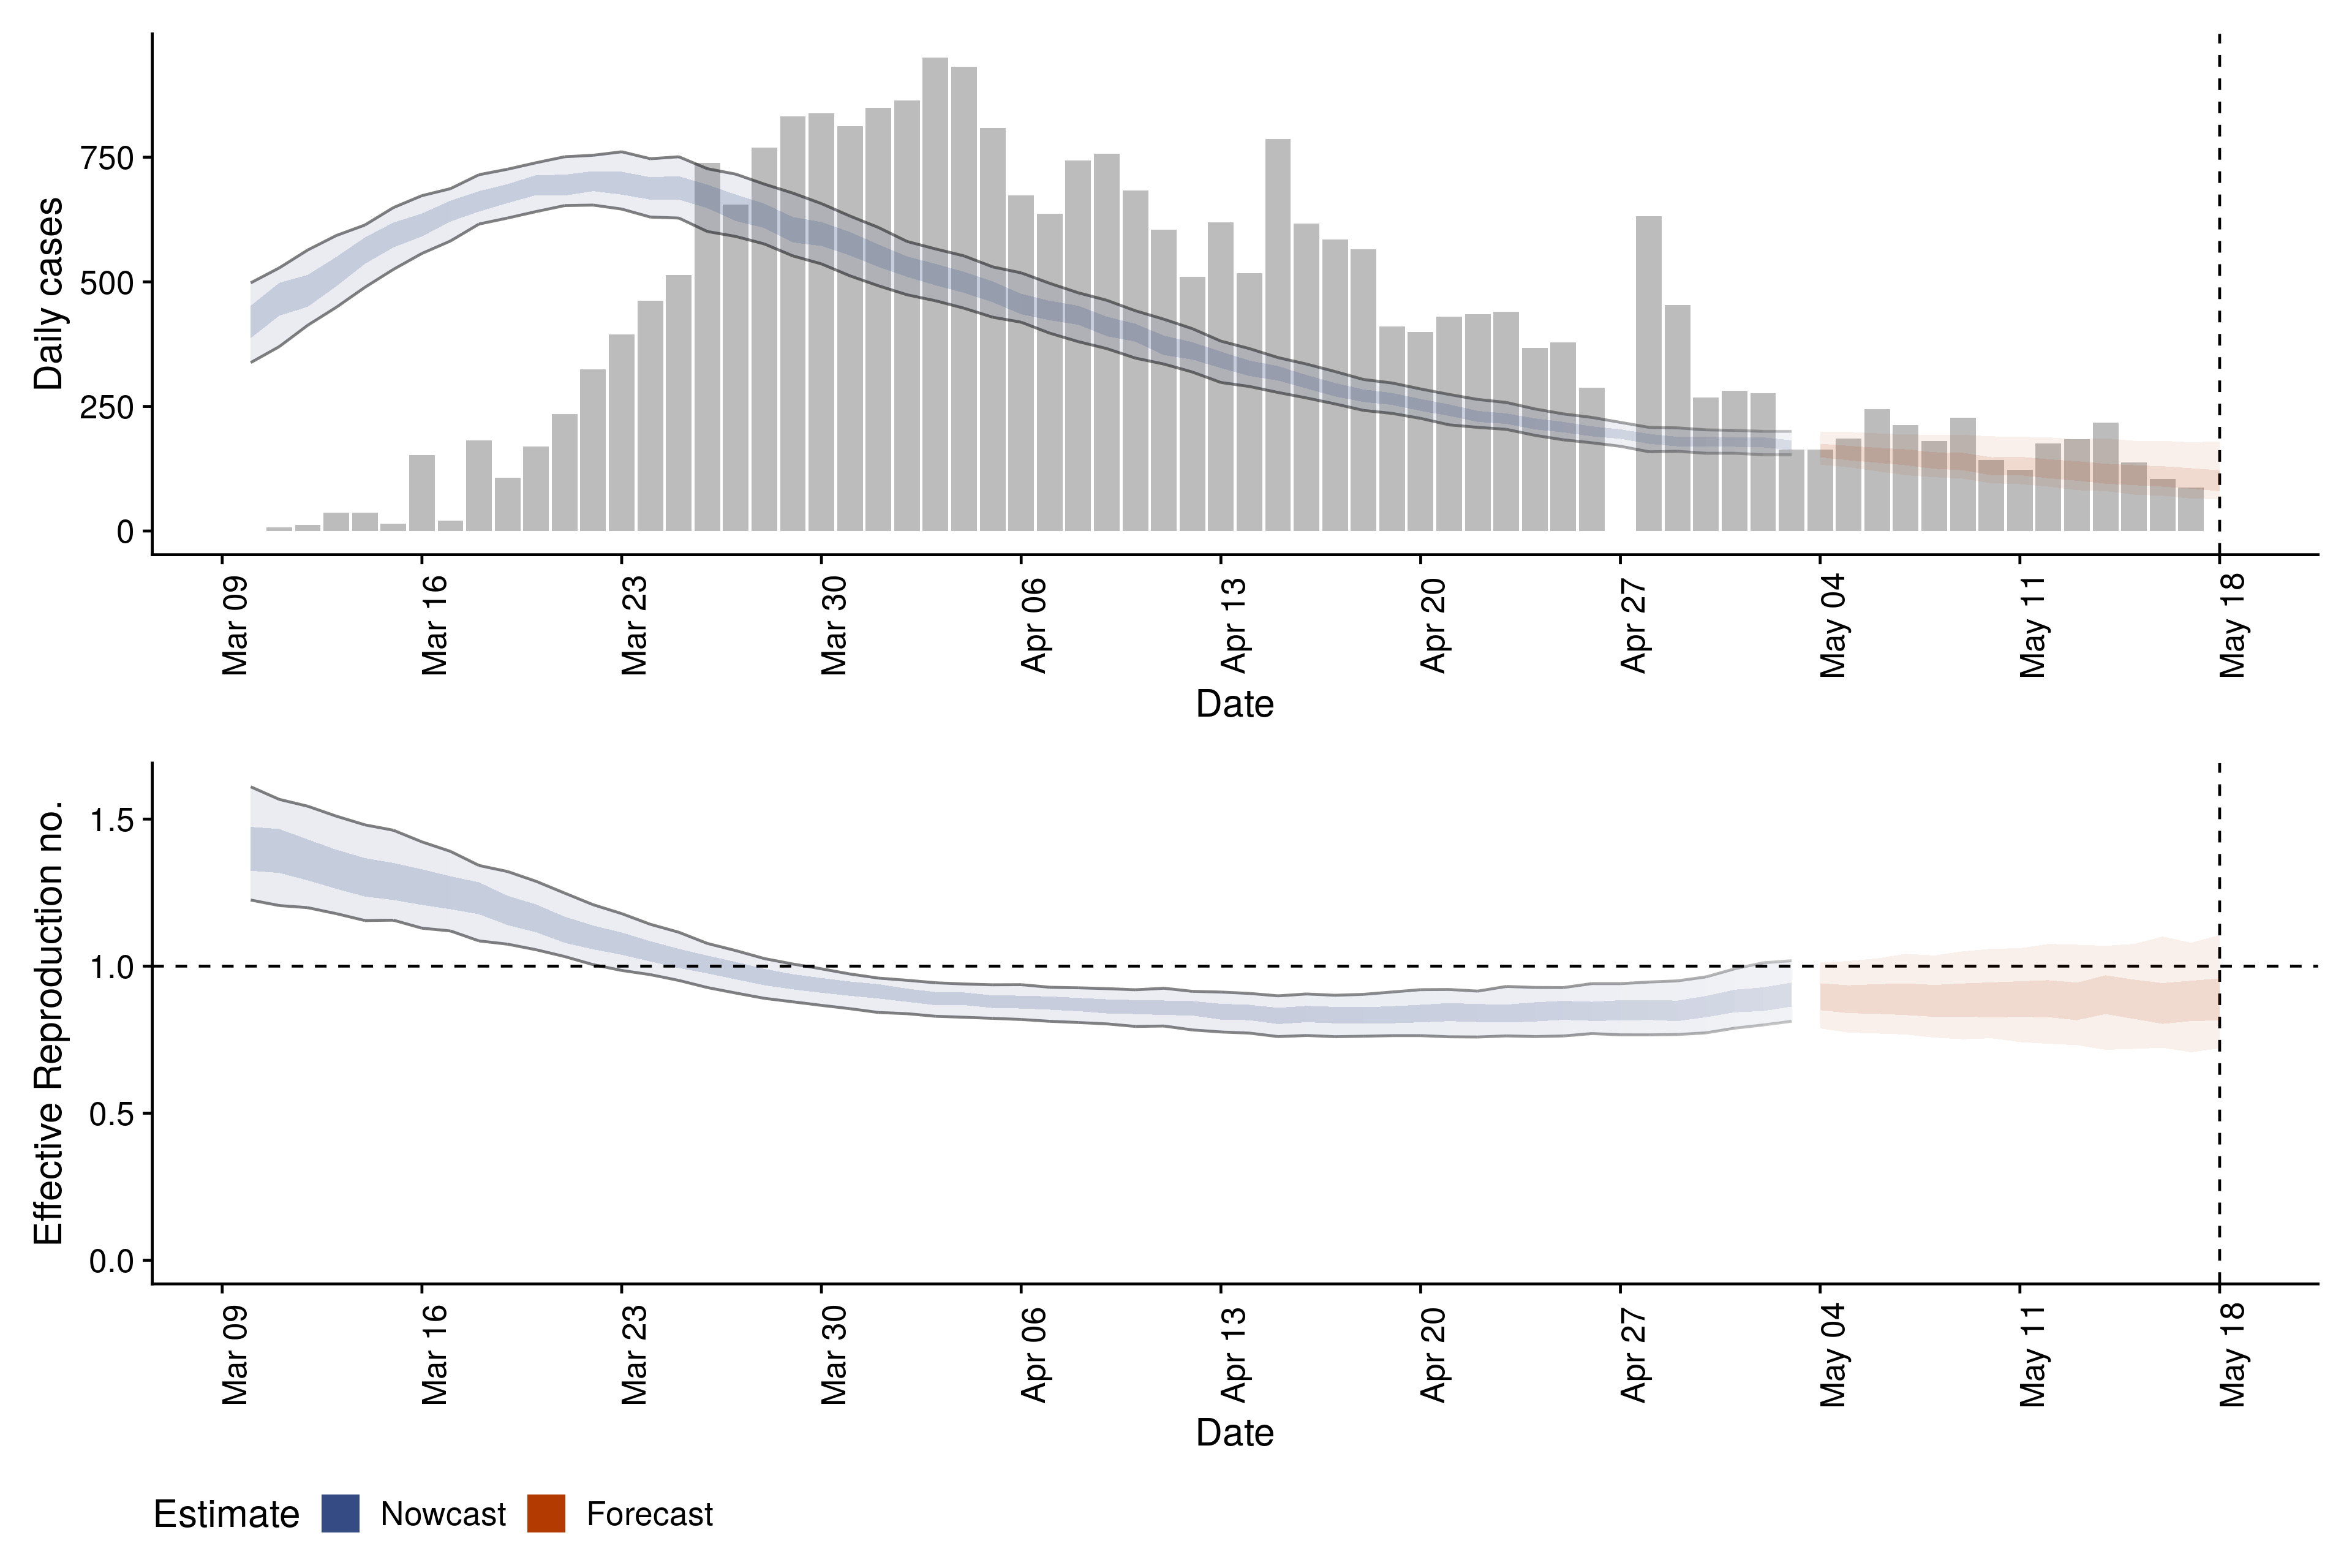 Daily cases
750
500
250
0
Mar 09
Mar 16
Mar 23
Mar 30
Apr 06
Apr 13
Apr 20
Apr 27
May 04
May 11
May 18
Date
Effective Reproduction no.
1.5
1.0
0.5
0.0
Mar 09
Mar 16
Mar 23
Mar 30
Apr 06
Apr 13
Apr 20
Apr 27
May 04
May 11
May 18
Date
Estimate Nowcast Forecast